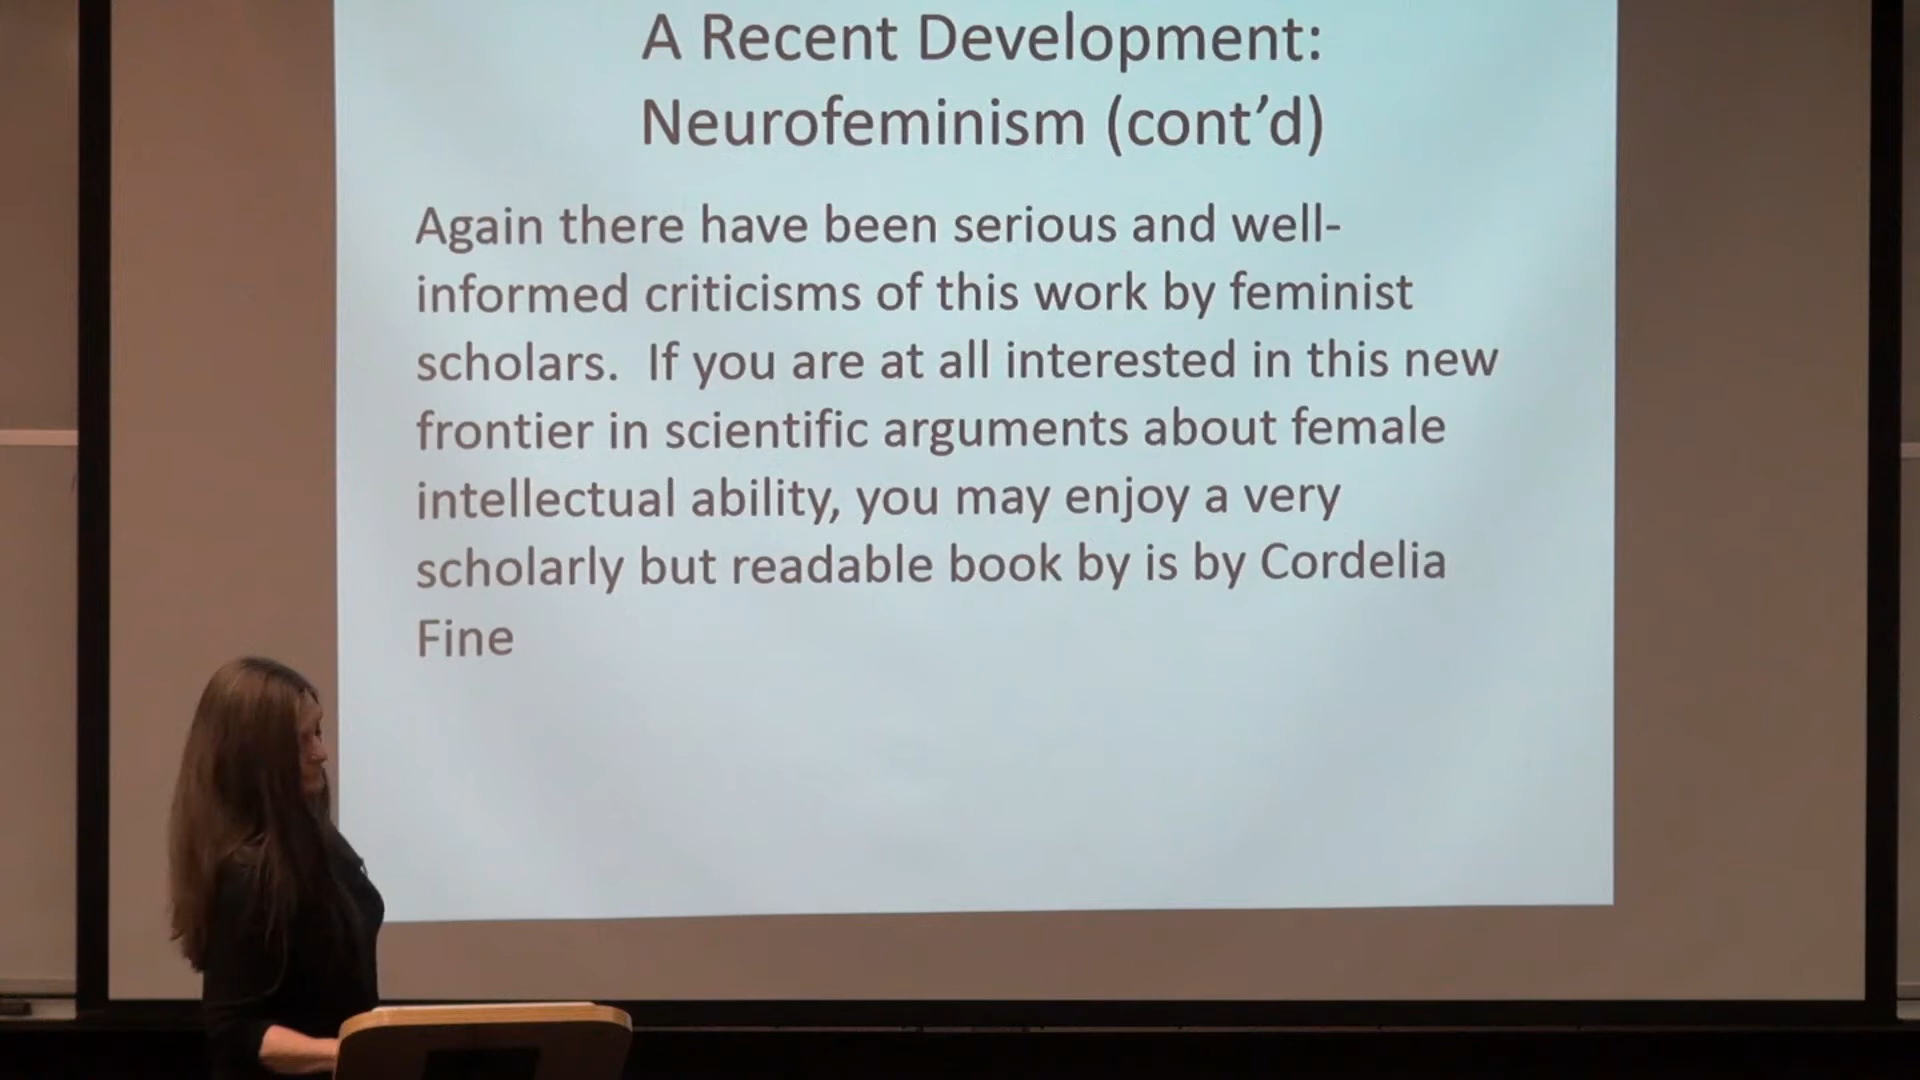 A Recent Development:
Neurofeminism (cont’d)
Again there have been serious and well-
informed criticisms of this work by feminist
scholars.  If you are at all interested in this new
frontier in scientific arguments about female
intellectual ability, you may enjoy a very
scholarly but readable book by is by Cordelia
Fine